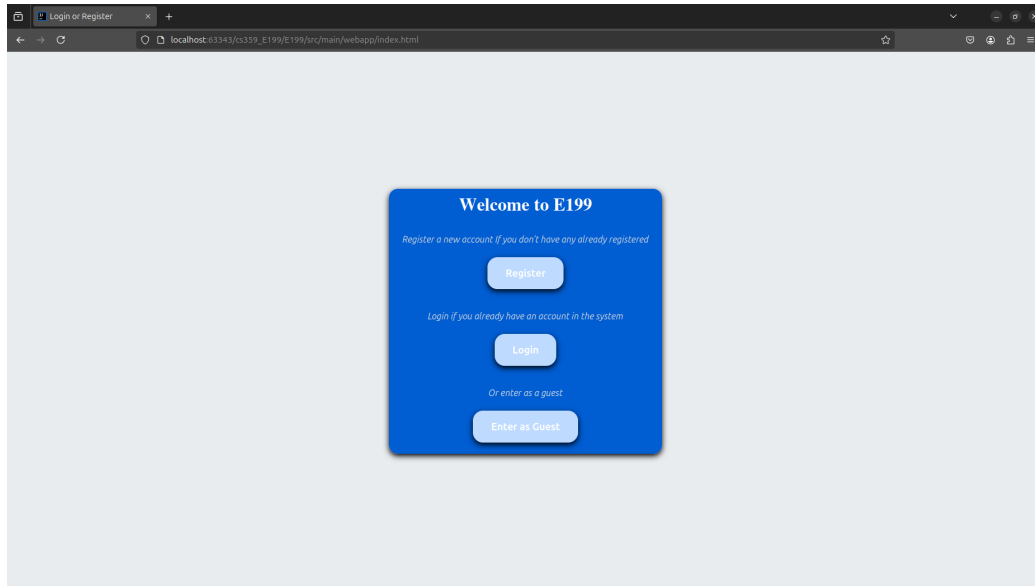 Login or Register
localhost:63343/cs359_E199/E199/src/main/webapp/index.html
Welcome to E199
Register a new account If you don't have any already registered
Register
Login if you already have an account in the system
Login
Or enter as a guest
Enter as Guest